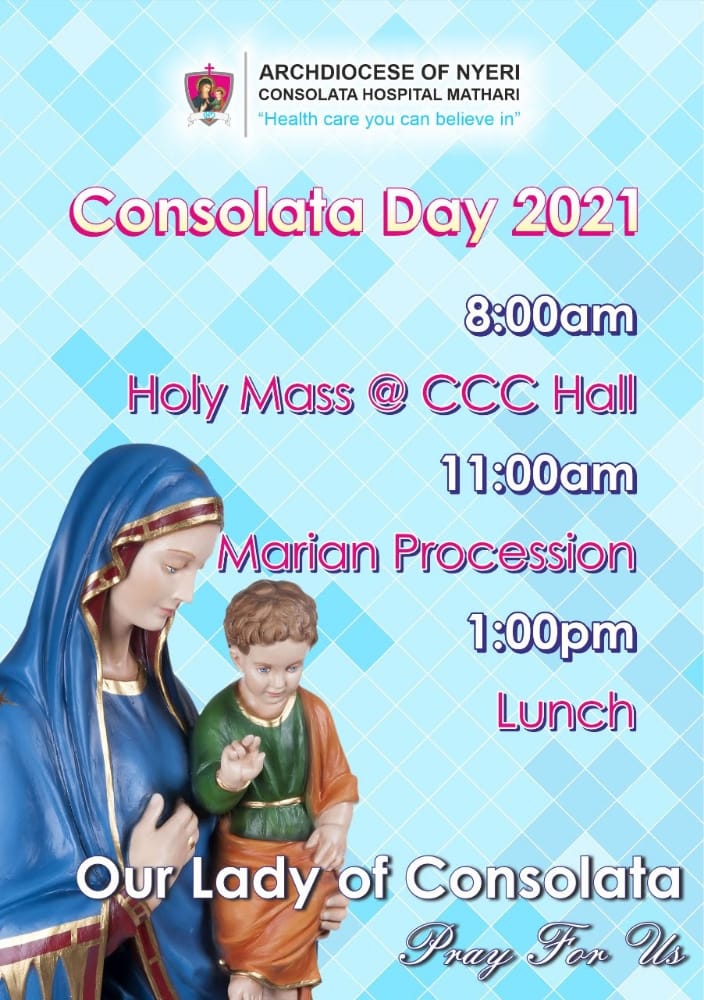 ARCHDIOCESE OF NYERI
CONSOLATA HOSPITAL MATHARI
"Health care you can believe in"
Consolata Day 2021
8:00am
Holy Mass @ CCC Hall
11:00am
Marian Procession
1:00pm
Lunch
Our Lady of Consolata
Pray For Us